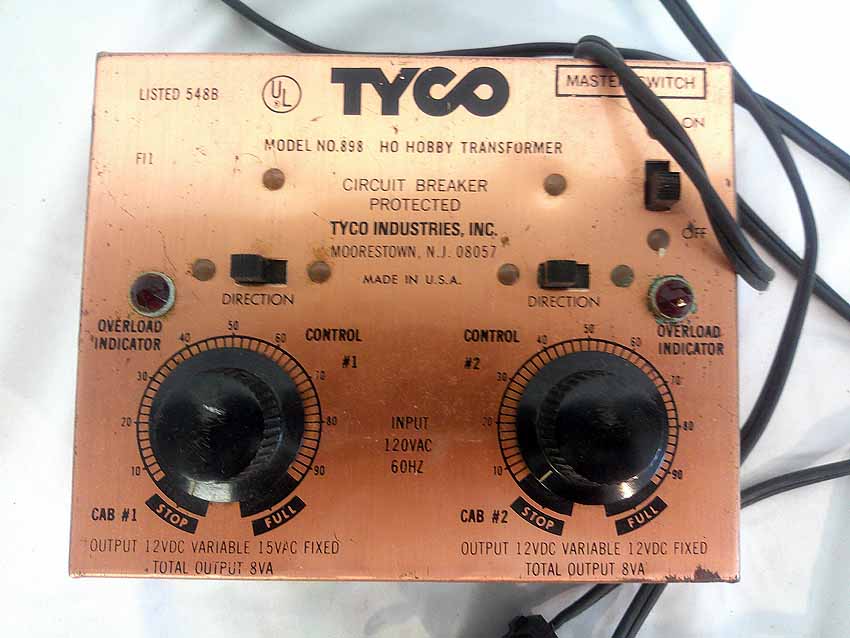 LISTED 548B
UL
TYCO
MASTER SWITCH
ON
MODEL NO. 898 HO HOBBY TRANSFORMER
F11
CIRCUIT BREAKER
PROTECTED
TYCO INDUSTRIES, INC.
MOORESTOWN, N.J. 08057
MADE IN U.S.A.
OFF
DIRECTION
DIRECTION
OVERLOAD
INDICATOR
CONTROL
#1
CONTROL
#2
OVERLOAD
INDICATOR
10 20 30 40 50 60 70 80 90
INPUT
120VAC
60HZ
10 20 30 40 50 60 70 80 90
CAB #1
STOP
FULL
CAB #2
STOP
FULL
OUTPUT 12VDC VARIABLE 15VAC FIXED
TOTAL OUTPUT 8VA
OUTPUT 12VDC VARIABLE 12VDC FIXED
TOTAL OUTPUT 8VA